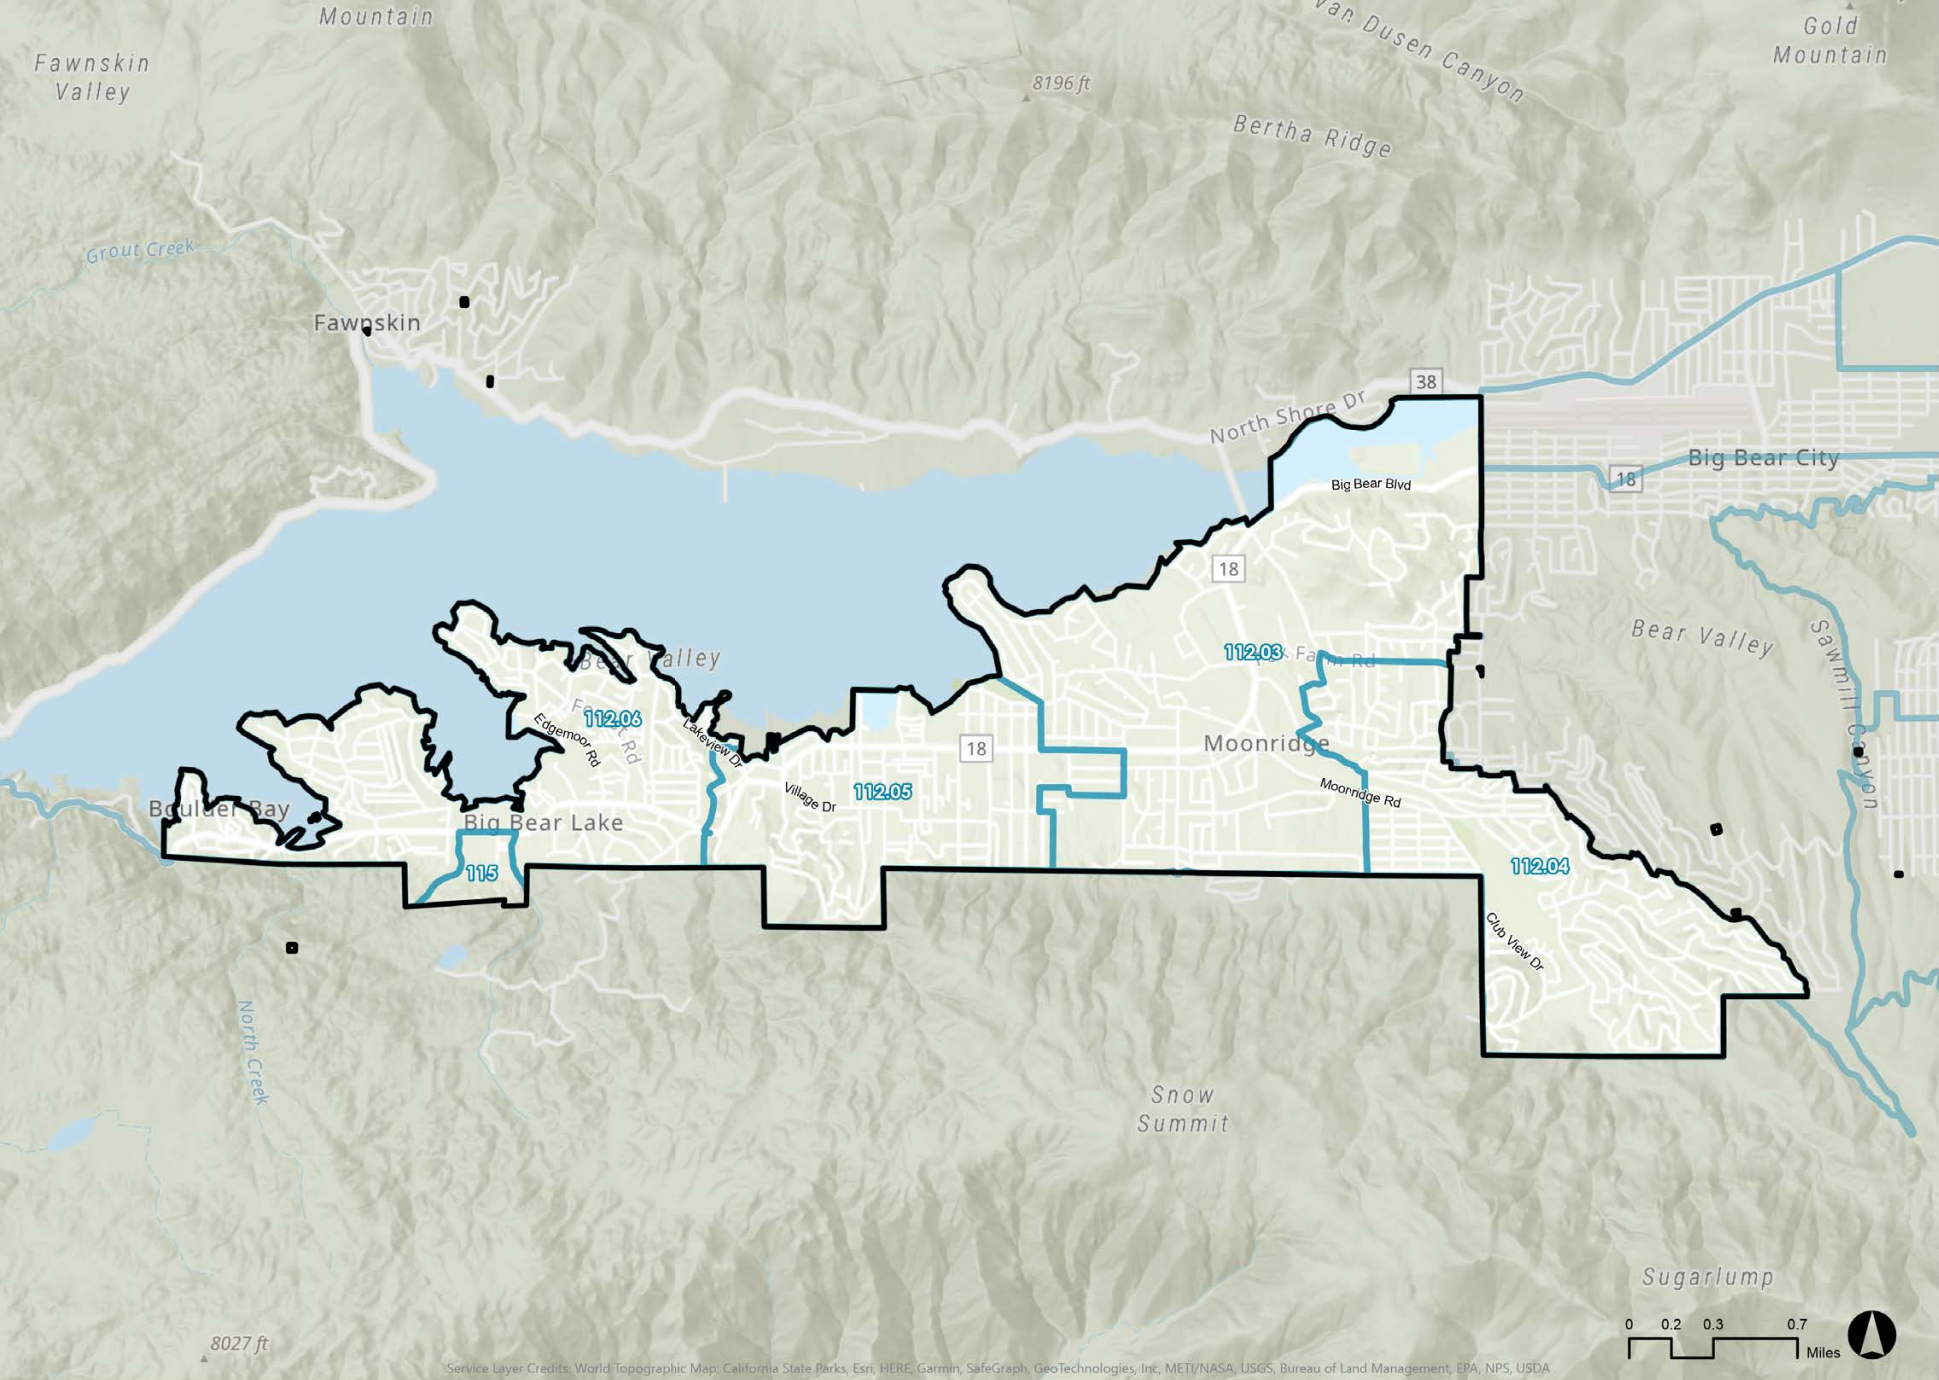 Mountain
Gold
Mountain
Van Dusen Canyon
Fawnskin
Valley
8196 ft
Bertha Ridge
Grout Creek
Fawnskin
38
North Shore Dr
Big Bear City
18
Big Bear Blvd
18
Bear Valley
Sawmill Canyon
Bear Valley
112.03
Farm Rd
112.06
Edgemoor Rd
Rd
Lakeview Dr
18
Moonridge
Moonridge Rd
Village Dr
112.05
Boulder Bay
Big Bear Lake
115
112.04
Club View Dr
North Creek
Snow
Summit
Sugarlump
8027 ft
0 0.2 0.3 0.7
Miles
Service Layer Credits: World Topographic Map: California State Parks, Esri, HERE, Garmin, SafeGraph, GeoTechnologies, Inc, METI/NASA, USGS, Bureau of Land Management, EPA, NPS, USDA